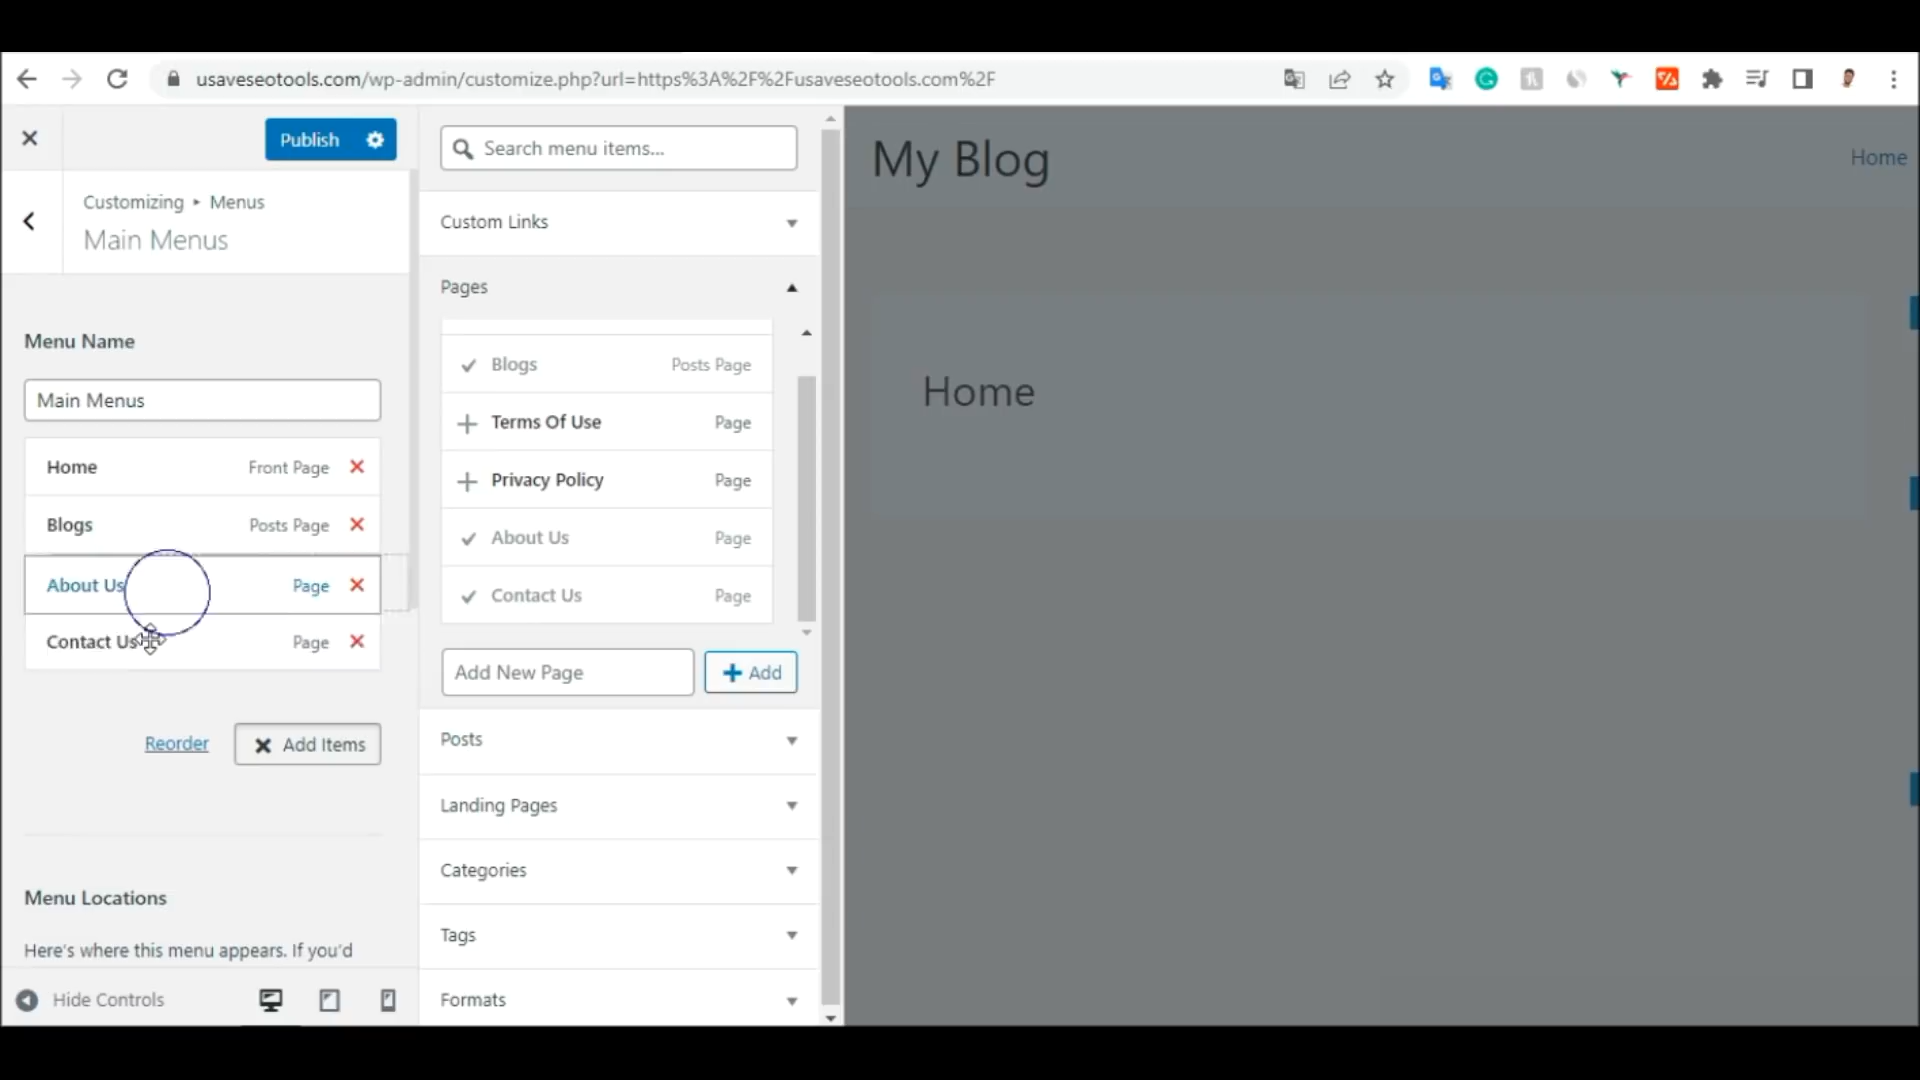 usaveseotools.com/wp-admin/customize.php?url=https%3A%2F%2Fusaveseotools.com%2F
Publish
Customizing ▸ Menus
Main Menus
Menu Name
Main Menus
Home Front Page
Blogs Posts Page
About Us Page
Contact Us Page
Reorder Add Items
Menu Locations
Here's where this menu appears. If you'd
Hide Controls
Search menu items...
Custom Links
Pages
Blogs Posts Page
Terms Of Use Page
Privacy Policy Page
About Us Page
Contact Us Page
Add New Page Add
Posts
Landing Pages
Categories
Tags
Formats
My Blog Home
Home